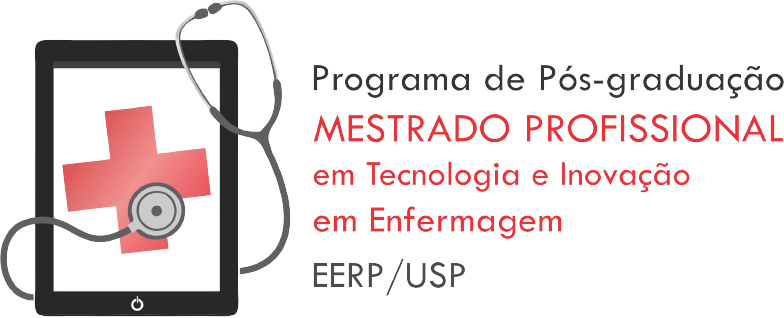 Programa de Pós-graduação
MESTRADO PROFISSIONAL
em Tecnologia e Inovação
em Enfermagem
EERP/USP